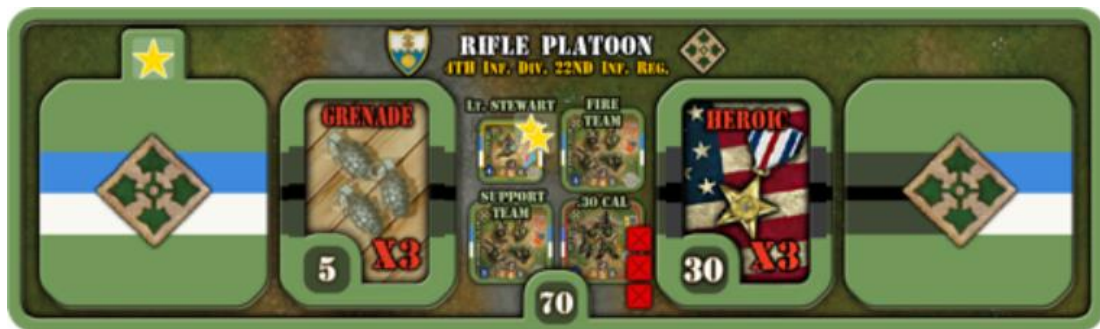 RIFLE PLATOON
4TH INF. DIV. 22ND INF. REG.
GRENADE
X3
5
LT. STEWART
FIRE TEAM
SUPPORT TEAM
.30 CAL
70
HEROIC
X3
30